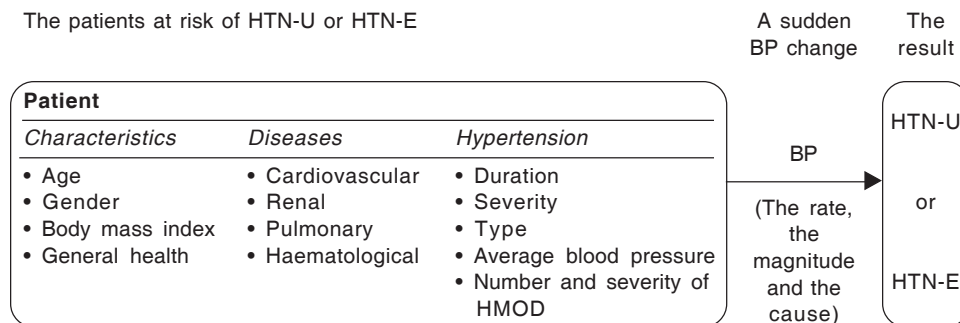 The patients at risk of HTN-U or HTN-E
A sudden
BP change
The
result
Patient
Characteristics Diseases Hypertension
• Age • Cardiovascular • Duration
• Gender • Renal • Severity
• Body mass index • Pulmonary • Type
• General health • Haematological • Average blood pressure
• Number and severity of
HMOD
BP
(The rate,
the
magnitude
and the
cause)
HTN-U
or
HTN-E